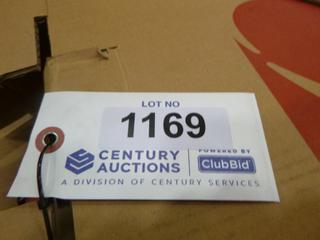 LOT NO
1169
CENTURY AUCTIONS
POWERED BY
ClubBid
A DIVISION OF CENTURY SERVICES